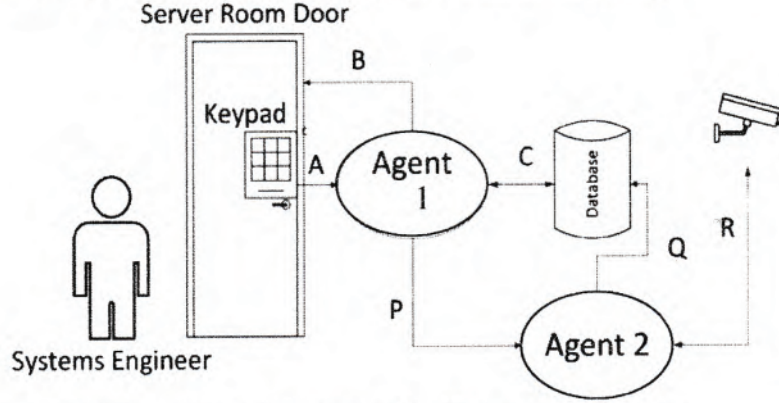 Server Room Door
B
Keypad
A
Agent
1
C
Database
R
Q
P
Agent 2
Systems Engineer